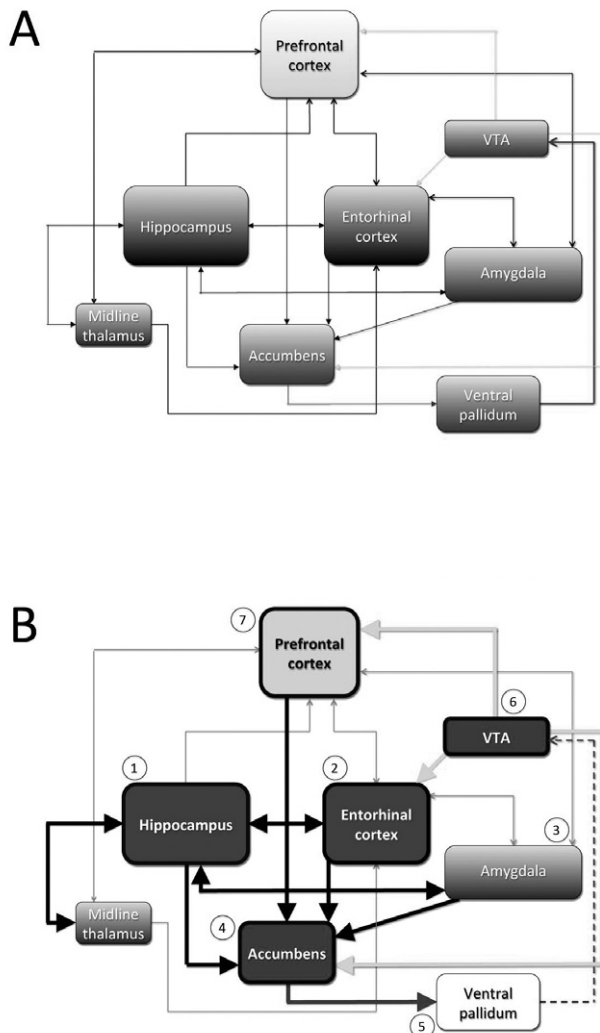 A
Prefrontal
cortex
VTA
Hippocampus
Entorhinal
cortex
Amygdala
Midline
thalamus
Accumbens
Ventral
pallidum
B
7
Prefrontal
cortex
6
VTA
1
2
Hippocampus
Entorhinal
cortex
3
Amygdala
Midline
thalamus
4
Accumbens
Ventral
pallidum
5